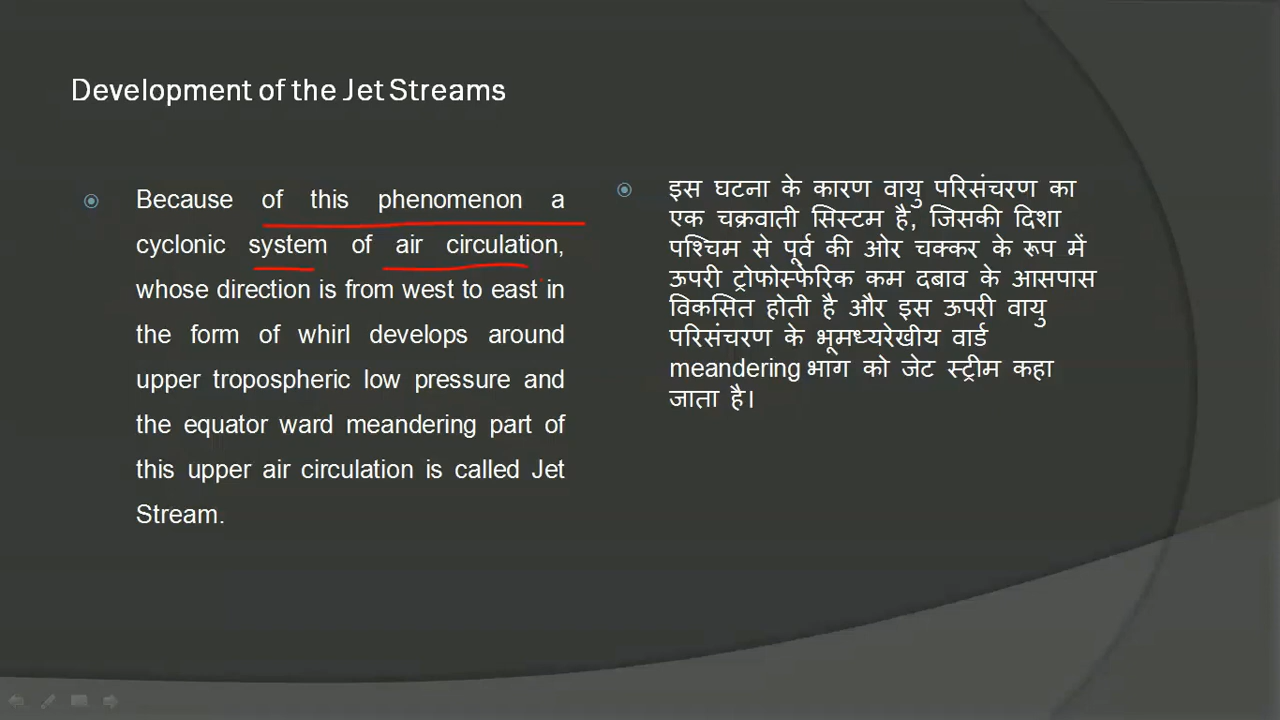 Development of the Jet Streams
Because of this phenomenon a
cyclonic system of air circulation,
whose direction is from west to east in
the form of whirl develops around
upper tropospheric low pressure and
the equator ward meandering part of
this upper air circulation is called Jet
Stream.
इस घटना के कारण वायु परिसंचरण का
एक चक्रवाती सिस्टम है, जिसकी दिशा
पश्चिम से पूर्व की ओर चक्कर के रूप में
ऊपरी ट्रोफोस्फेरिक कम दबाव के आसपास
विकसित होती है और इस ऊपरी वायु
परिसंचरण के भूमध्यरेखीय वार्ड
meandering भाग को जेट स्ट्रीम कहा
जाता है।